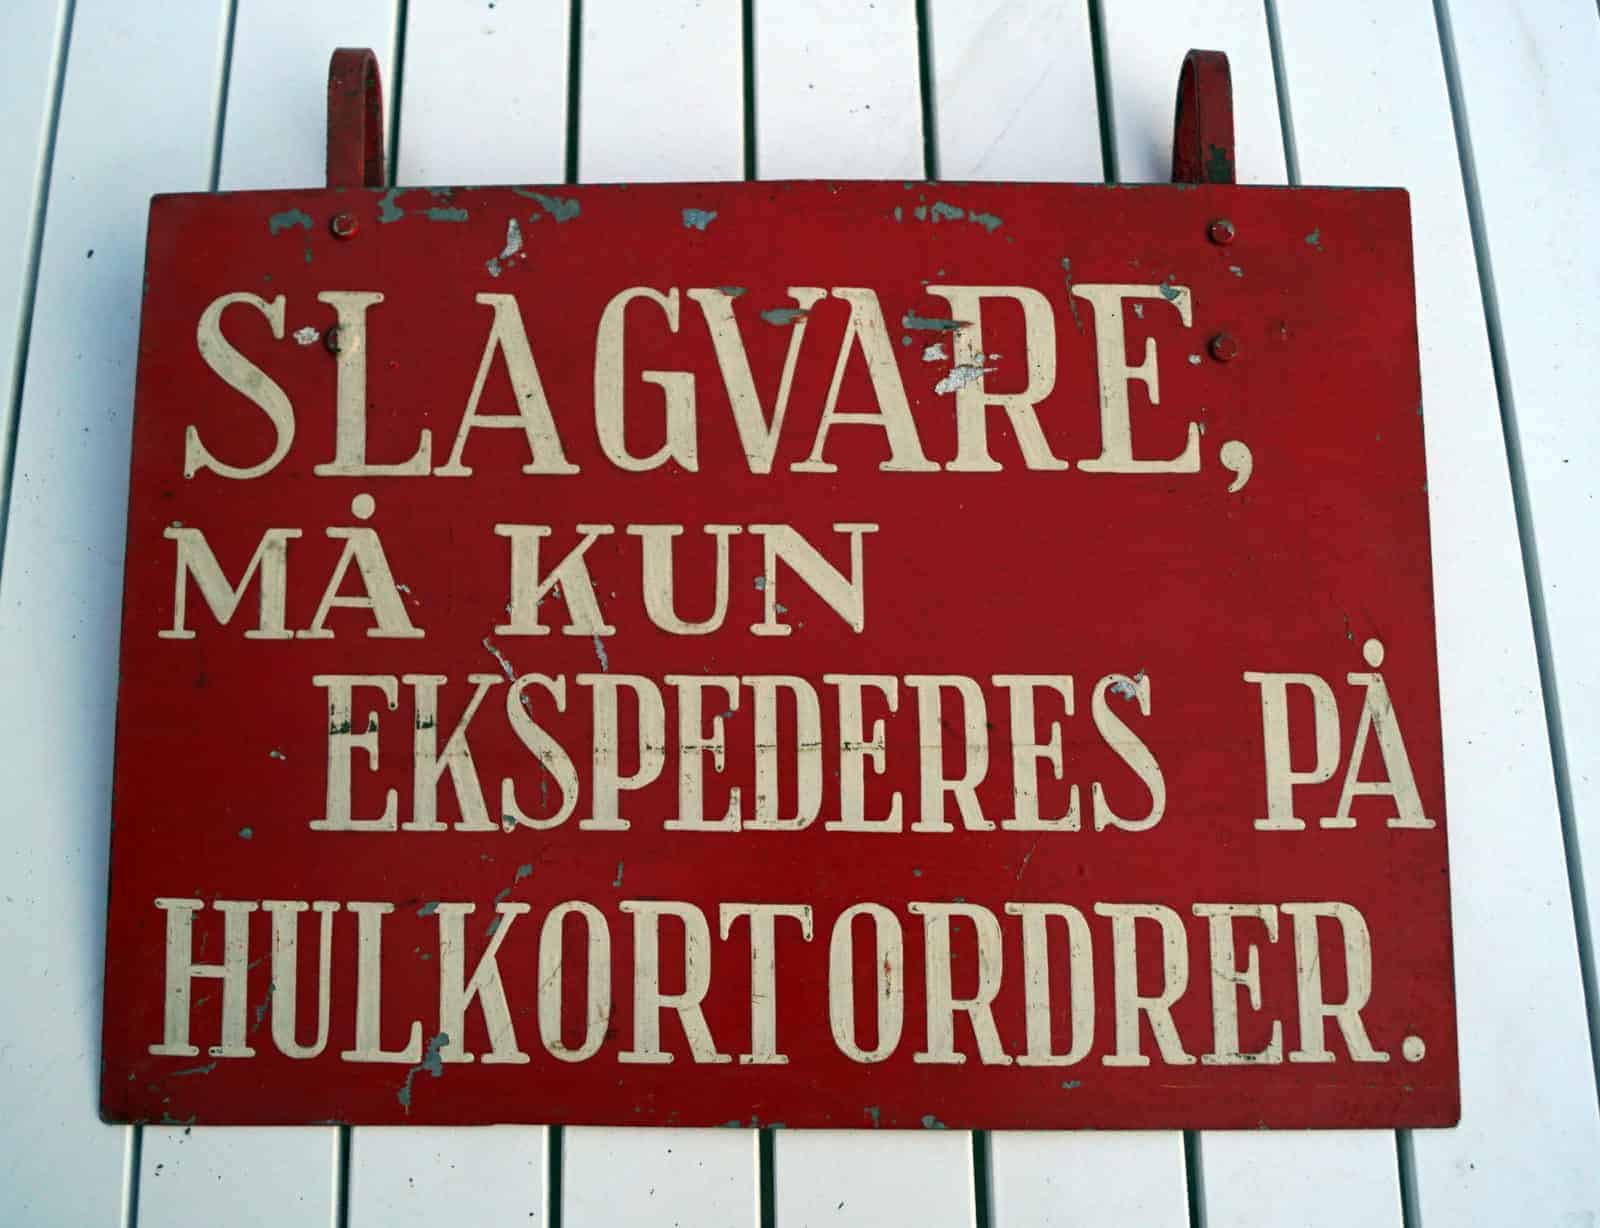 SLAGVARE,
MÅ KUN
EKSPEDERES PÅ
HULKORTORDRER.